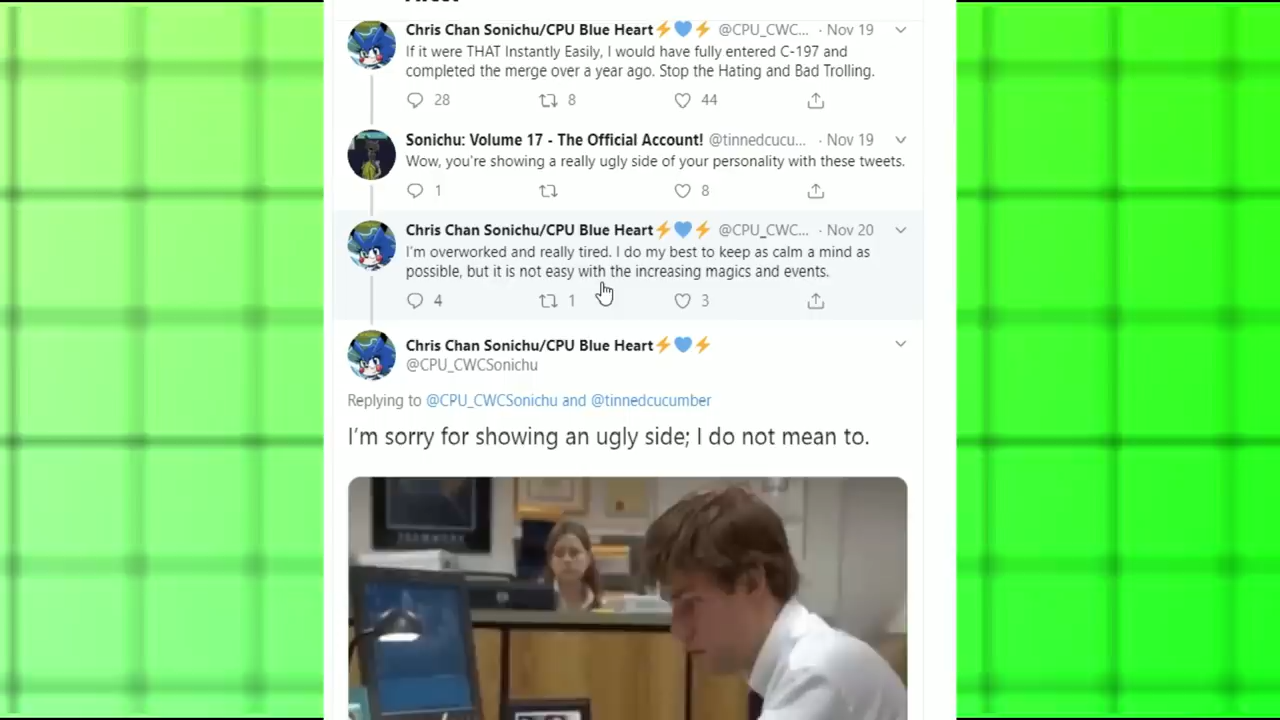 Chris Chan Sonichu/CPU Blue Heart⚡💙⚡ @CPU_CWC... · Nov 19
If it were THAT Instantly Easily, I would have fully entered C-197 and
completed the merge over a year ago. Stop the Hating and Bad Trolling.
28 8 44
Sonichu: Volume 17 - The Official Account! @tinnedcucu... · Nov 19
Wow, you're showing a really ugly side of your personality with these tweets.
1 8
Chris Chan Sonichu/CPU Blue Heart⚡💙⚡ @CPU_CWC... · Nov 20
I'm overworked and really tired. I do my best to keep as calm a mind as
possible, but it is not easy with the increasing magics and events.
4 1 3
Chris Chan Sonichu/CPU Blue Heart⚡💙⚡
@CPU_CWCSonichu
Replying to @CPU_CWCSonichu and @tinnedcucumber
I'm sorry for showing an ugly side; I do not mean to.